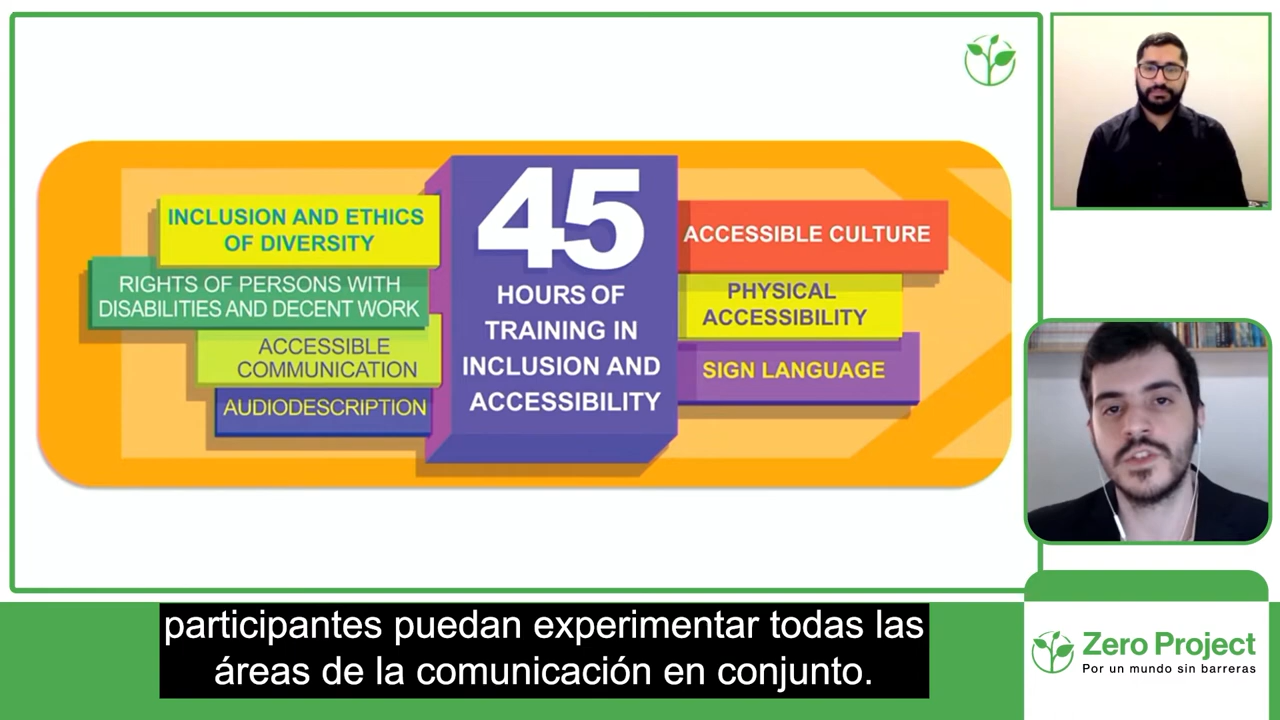 INCLUSION AND ETHICS
OF DIVERSITY
RIGHTS OF PERSONS WITH
DISABILITIES AND DECENT WORK
ACCESSIBLE
COMMUNICATION
AUDIODESCRIPTION
45
HOURS OF
TRAINING IN
INCLUSION AND
ACCESSIBILITY
ACCESSIBLE CULTURE
PHYSICAL
ACCESSIBILITY
SIGN LANGUAGE
participantes puedan experimentar todas las
áreas de la comunicación en conjunto.
Zero Project
Por un mundo sin barreras